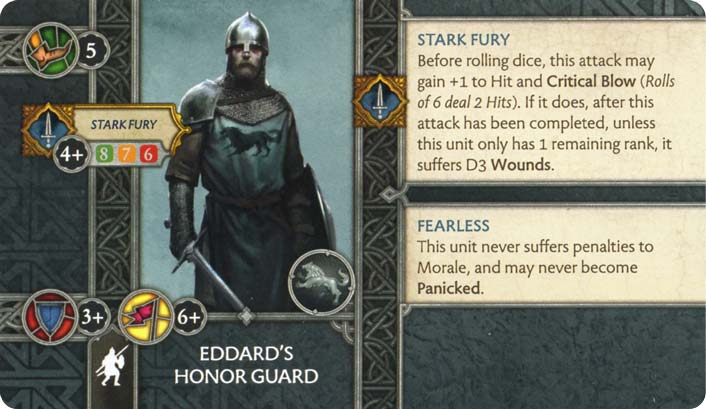 5
STARK FURY
4+
8 7 6
3+
6+
EDDARD'S
HONOR GUARD
STARK FURY
Before rolling dice, this attack may
gain +1 to Hit and Critical Blow (Rolls
of 6 deal 2 Hits). If it does, after this
attack has been completed, unless
this unit only has 1 remaining rank, it
suffers D3 Wounds.
FEARLESS
This unit never suffers penalties to
Morale, and may never become
Panicked.